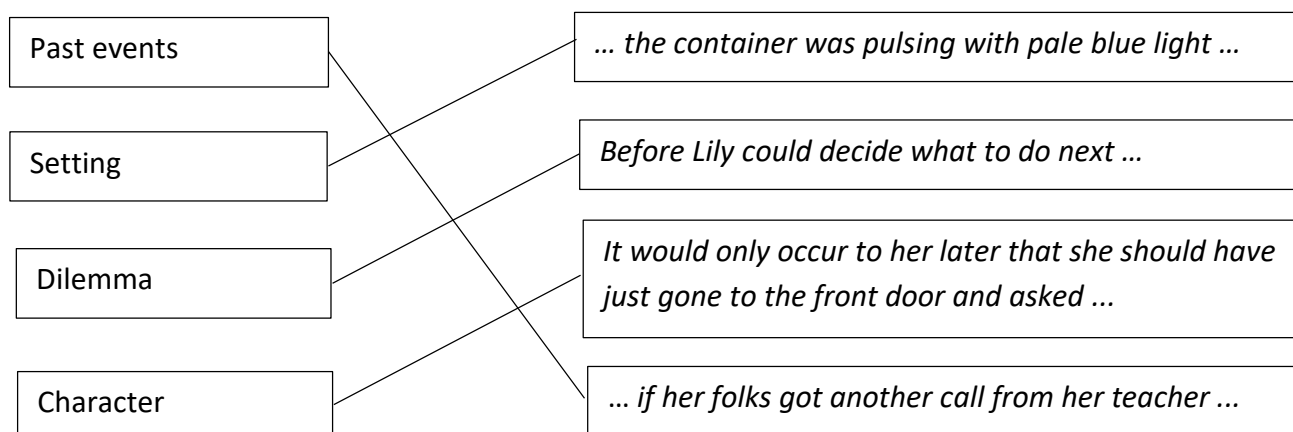 Past events
… the container was pulsing with pale blue light …
Setting
Before Lily could decide what to do next …
Dilemma
It would only occur to her later that she should have
just gone to the front door and asked ...
Character
… if her folks got another call from her teacher ...